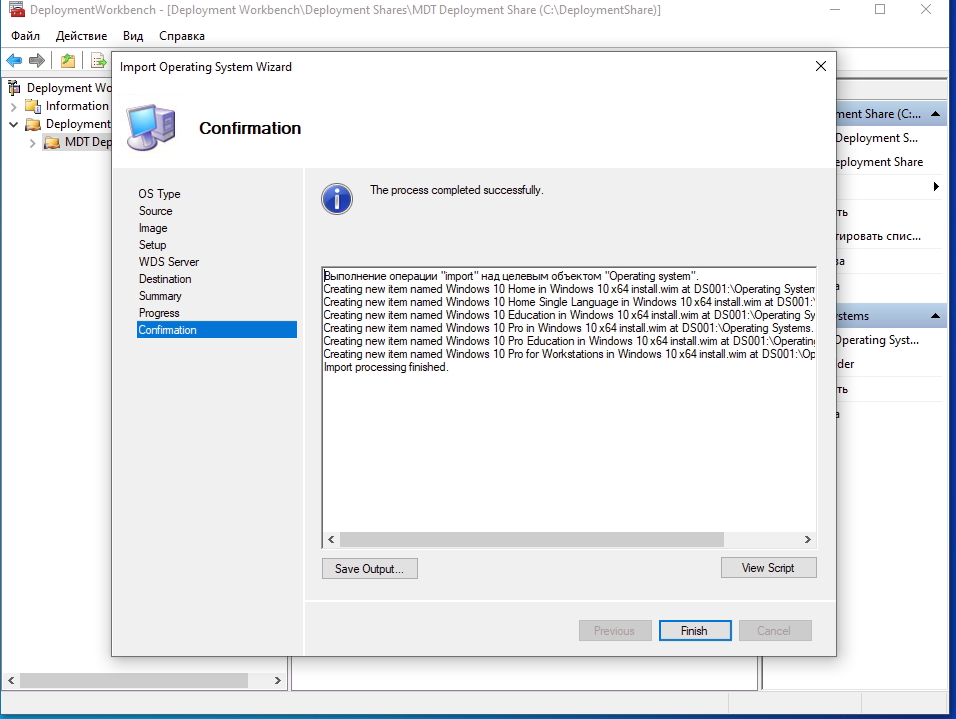 DeploymentWorkbench - [Deployment Workbench\Deployment Shares\MDT Deployment Share (C:\DeploymentShare)]
Файл Действие Вид Справка
Deployment Wo
Information
Deployment
MDT Dep
Import Operating System Wizard
Confirmation
OS Type
Source
Image
Setup
WDS Server
Destination
Summary
Progress
Confirmation
The process completed successfully.
Выполнение операции "import" над целевым объектом "Operating system".
Creating new item named Windows 10 Home in Windows 10 x64 install.wim at DS001:\Operating System
Creating new item named Windows 10 Home Single Language in Windows 10 x64 install.wim at DS001:\
Creating new item named Windows 10 Education in Windows 10 x64 install.wim at DS001:\Operating Sy
Creating new item named Windows 10 Pro in Windows 10 x64 install.wim at DS001:\Operating Systems.
Creating new item named Windows 10 Pro Education in Windows 10 x64 install.wim at DS001:\Operating
Creating new item named Windows 10 Pro for Workstations in Windows 10 x64 install.wim at DS001:\Op
Import processing finished.
Save Output...
View Script
Previous
Finish
Cancel
ment Share (C:...
Deployment S...
eployment Share
ть
тировать спис...
ва
а
stems
Operating Syst...
der
ть
а